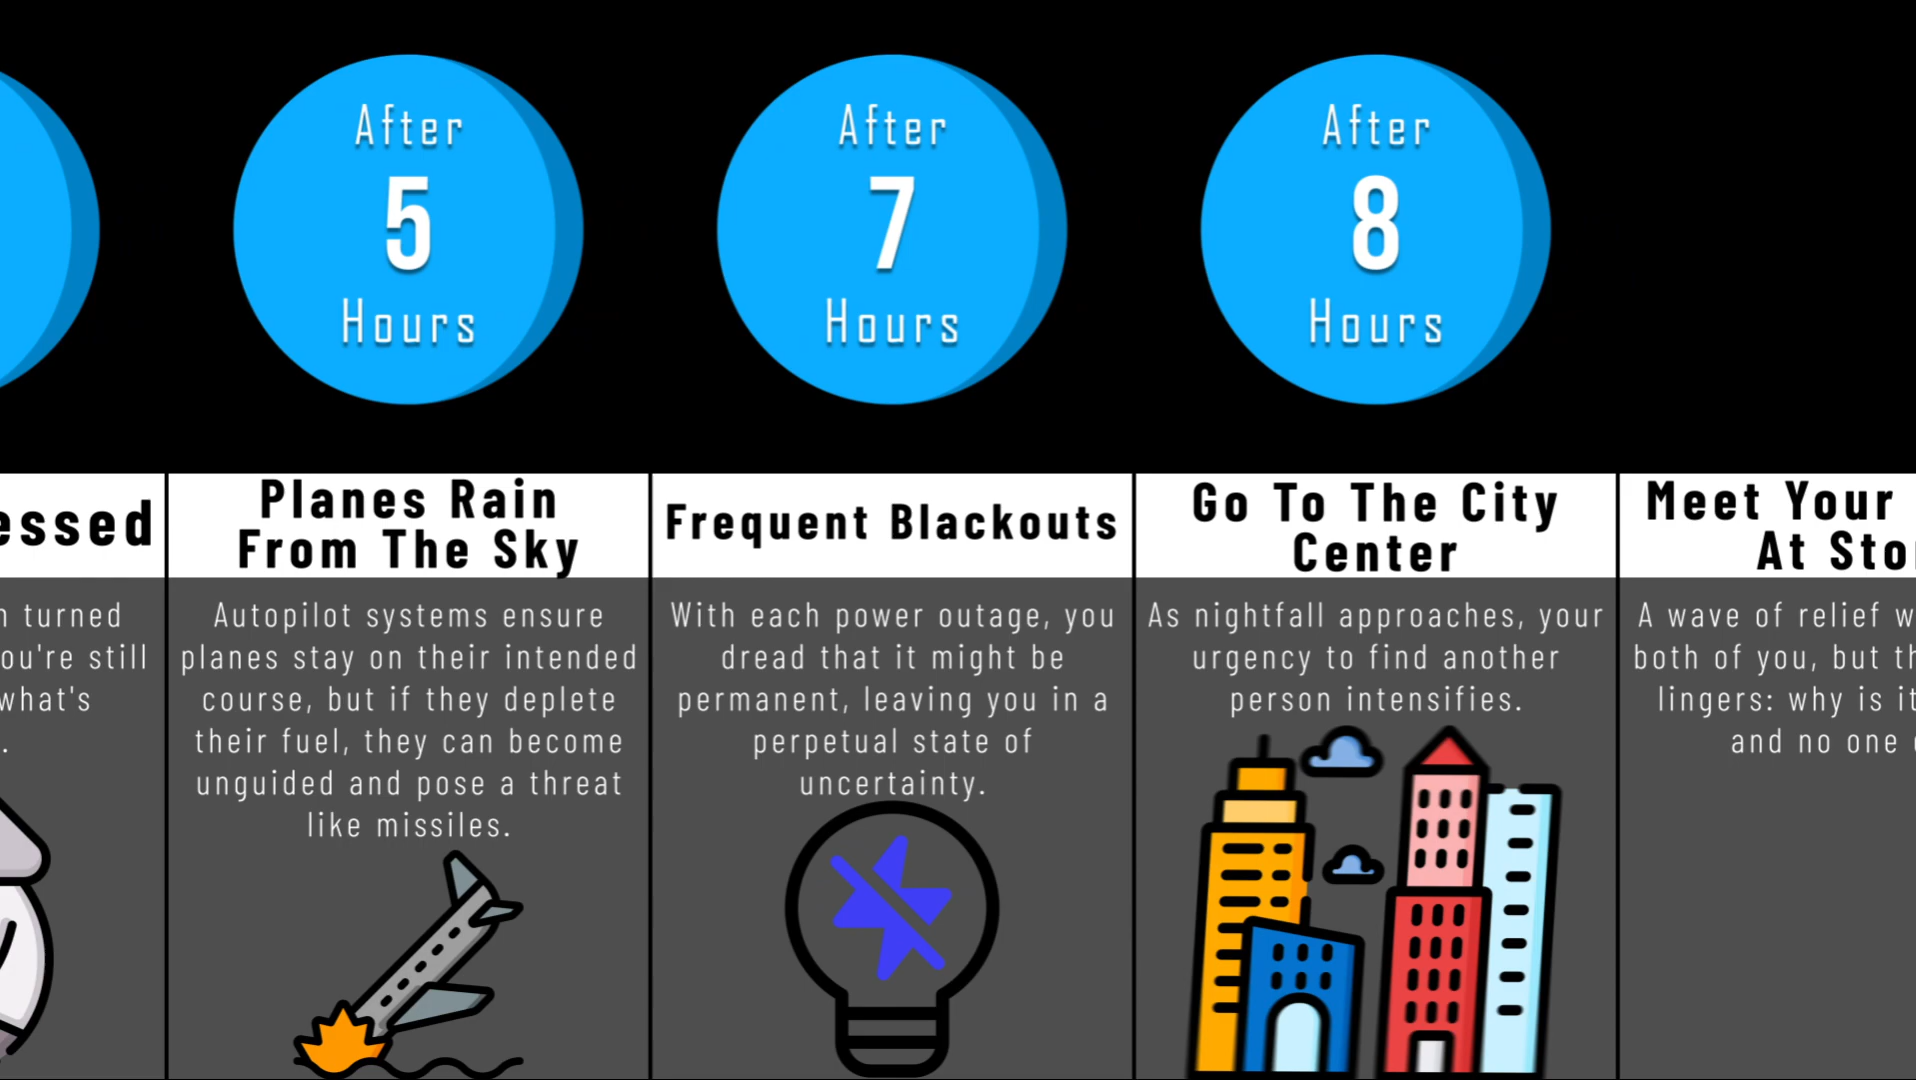 After
5
Hours
After
7
Hours
After
8
Hours
turned
still
what's
Planes Rain
From The Sky
Autopilot systems ensure
planes stay on their intended
course, but if they deplete
their fuel, they can become
unguided and pose a threat
like missiles.
Frequent Blackouts
With each power outage, you
dread that it might be
permanent, leaving you in a
perpetual state of
uncertainty.
Go To The City
Center
As nightfall approaches, your
urgency to find another
person intensifies.
Meet Your
At
A wave of relief
both of you, but
lingers: why is
and no one